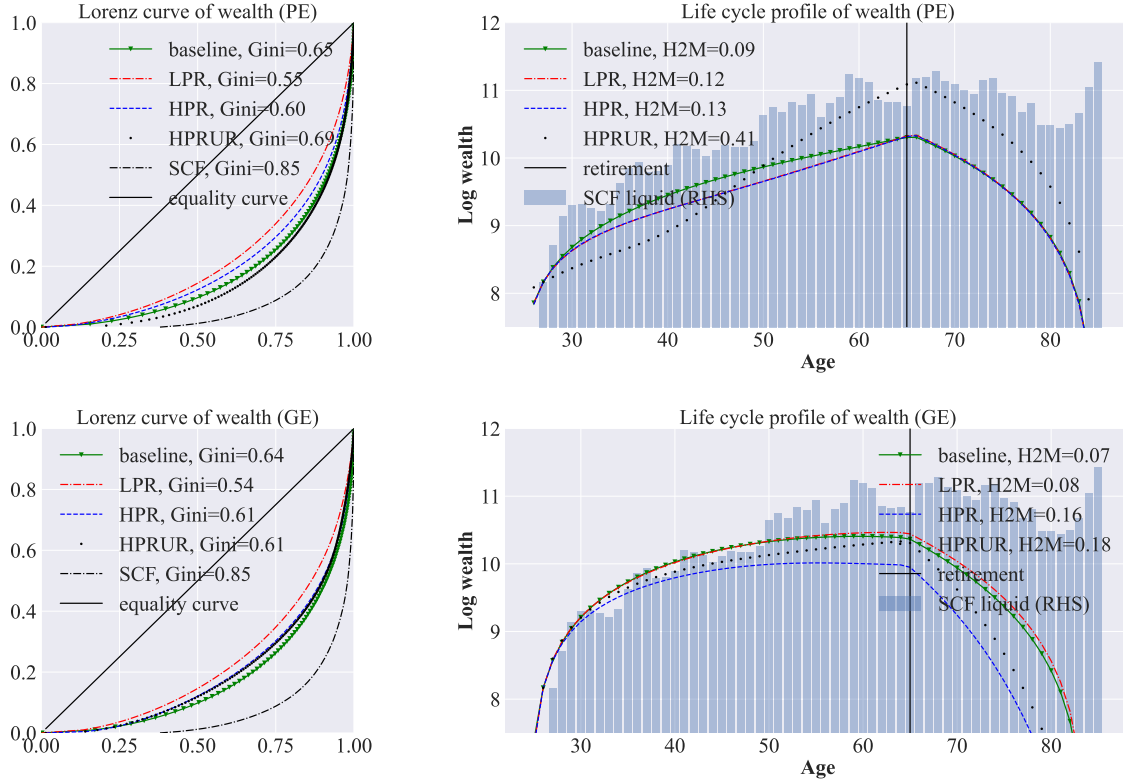 Lorenz curve of wealth (PE)
1.0
0.8
0.6
0.4
0.2
0.0
baseline, Gini=0.65
LPR, Gini=0.55
HPR, Gini=0.60
HPRUR, Gini=0.69
SCF, Gini=0.85
equality curve
0.00 0.25 0.50 0.75 1.00
Life cycle profile of wealth (PE)
12
11
10
9
8
Log wealth
baseline, H2M=0.09
LPR, H2M=0.12
HPR, H2M=0.13
HPRUR, H2M=0.41
retirement
SCF liquid (RHS)
30 40 50 60 70 80
Age
Lorenz curve of wealth (GE)
1.0
0.8
0.6
0.4
0.2
0.0
baseline, Gini=0.64
LPR, Gini=0.54
HPR, Gini=0.61
HPRUR, Gini=0.61
SCF, Gini=0.85
equality curve
0.00 0.25 0.50 0.75 1.00
Life cycle profile of wealth (GE)
12
11
10
9
8
Log wealth
baseline, H2M=0.07
LPR, H2M=0.08
HPR, H2M=0.16
HPRUR, H2M=0.18
retirement
SCF liquid (RHS)
30 40 50 60 70 80
Age